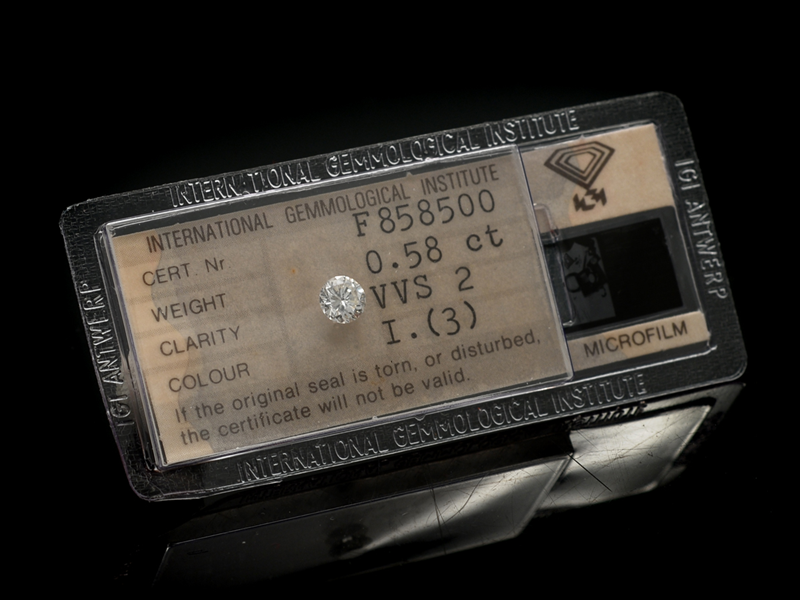 INTERNATIONAL GEMMOLOGICAL INSTITUTE
INTERNATIONAL GEMMOLOGICAL INSTITUTE
CERT. Nr F858500
WEIGHT 0.58 ct
CLARITY VVS 2
COLOUR I.(3)
If the original seal is torn, or disturbed,
the certificate will not be valid.
MICROFILM
IGI ANTWERP
IGI ANTWERP
INTERNATIONAL GEMMOLOGICAL INSTITUTE